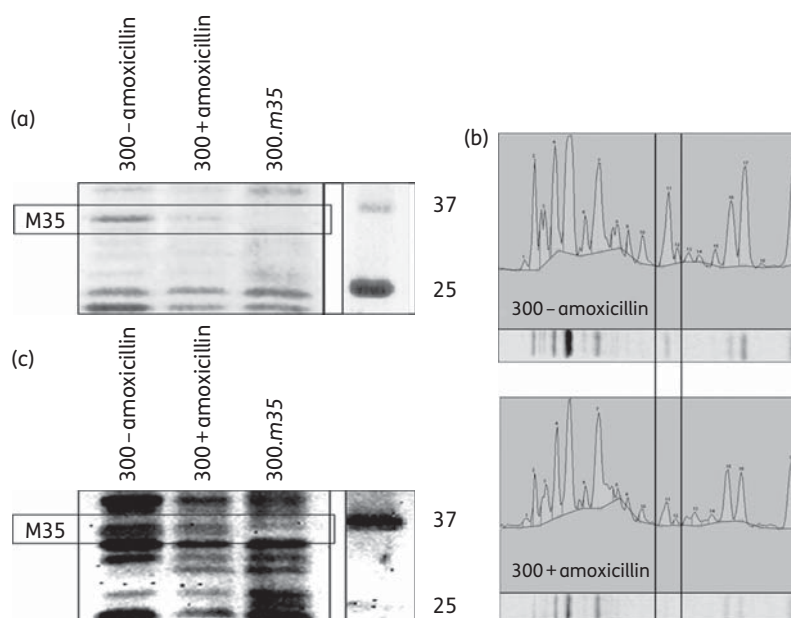 (a)
300 – amoxicillin
300 + amoxicillin
300.m35
M35
37
25
(b)
300 – amoxicillin
300 + amoxicillin
(c)
300 – amoxicillin
300 + amoxicillin
300.m35
M35
37
25